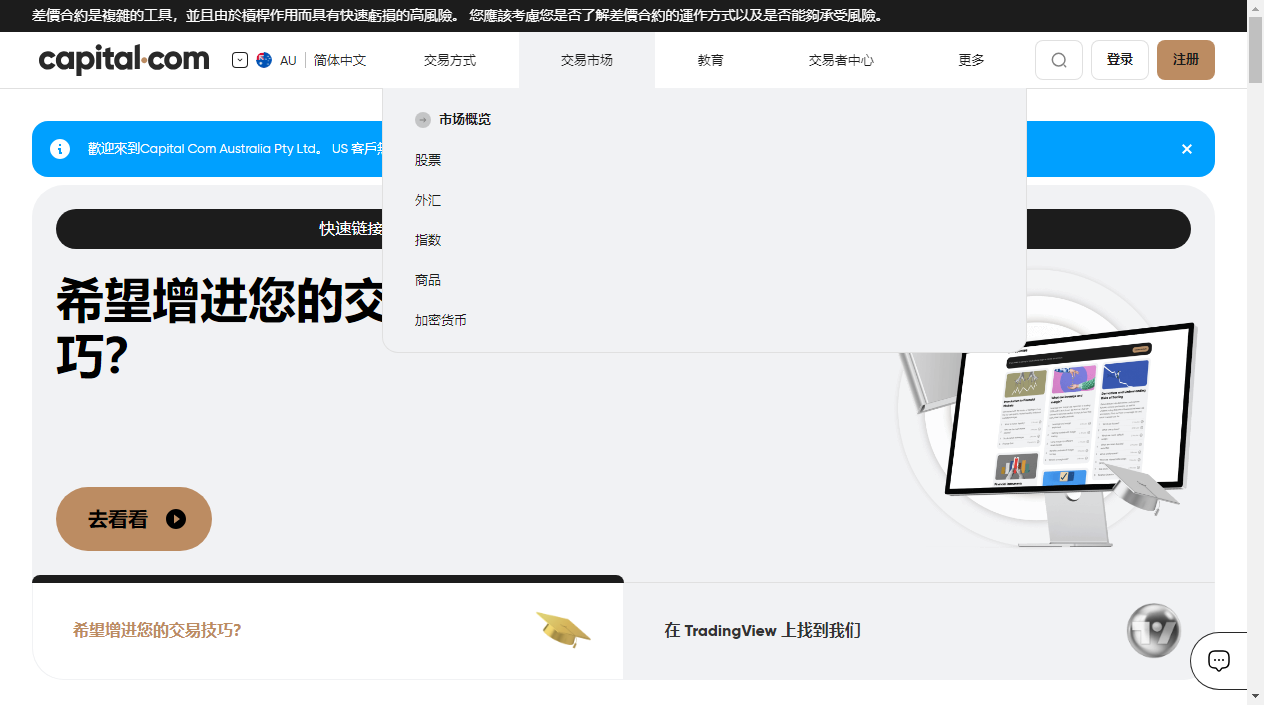 差價合約是複雜的工具，並且由於槓桿作用而具有快速虧損的高風險。 您應該考慮您是否了解差價合約的運作方式以及是否能夠承受風險。
capital.com
AU
简体中文
交易方式
交易市场
教育
交易者中心
更多
登录
注册
市场概览
股票
外汇
指数
商品
加密货币
歡迎來到Capital Com Australia Pty Ltd。 US 客戶
快速链接
希望增进您的交
巧?
去看看
希望增进您的交易技巧?
在 TradingView 上找到我们